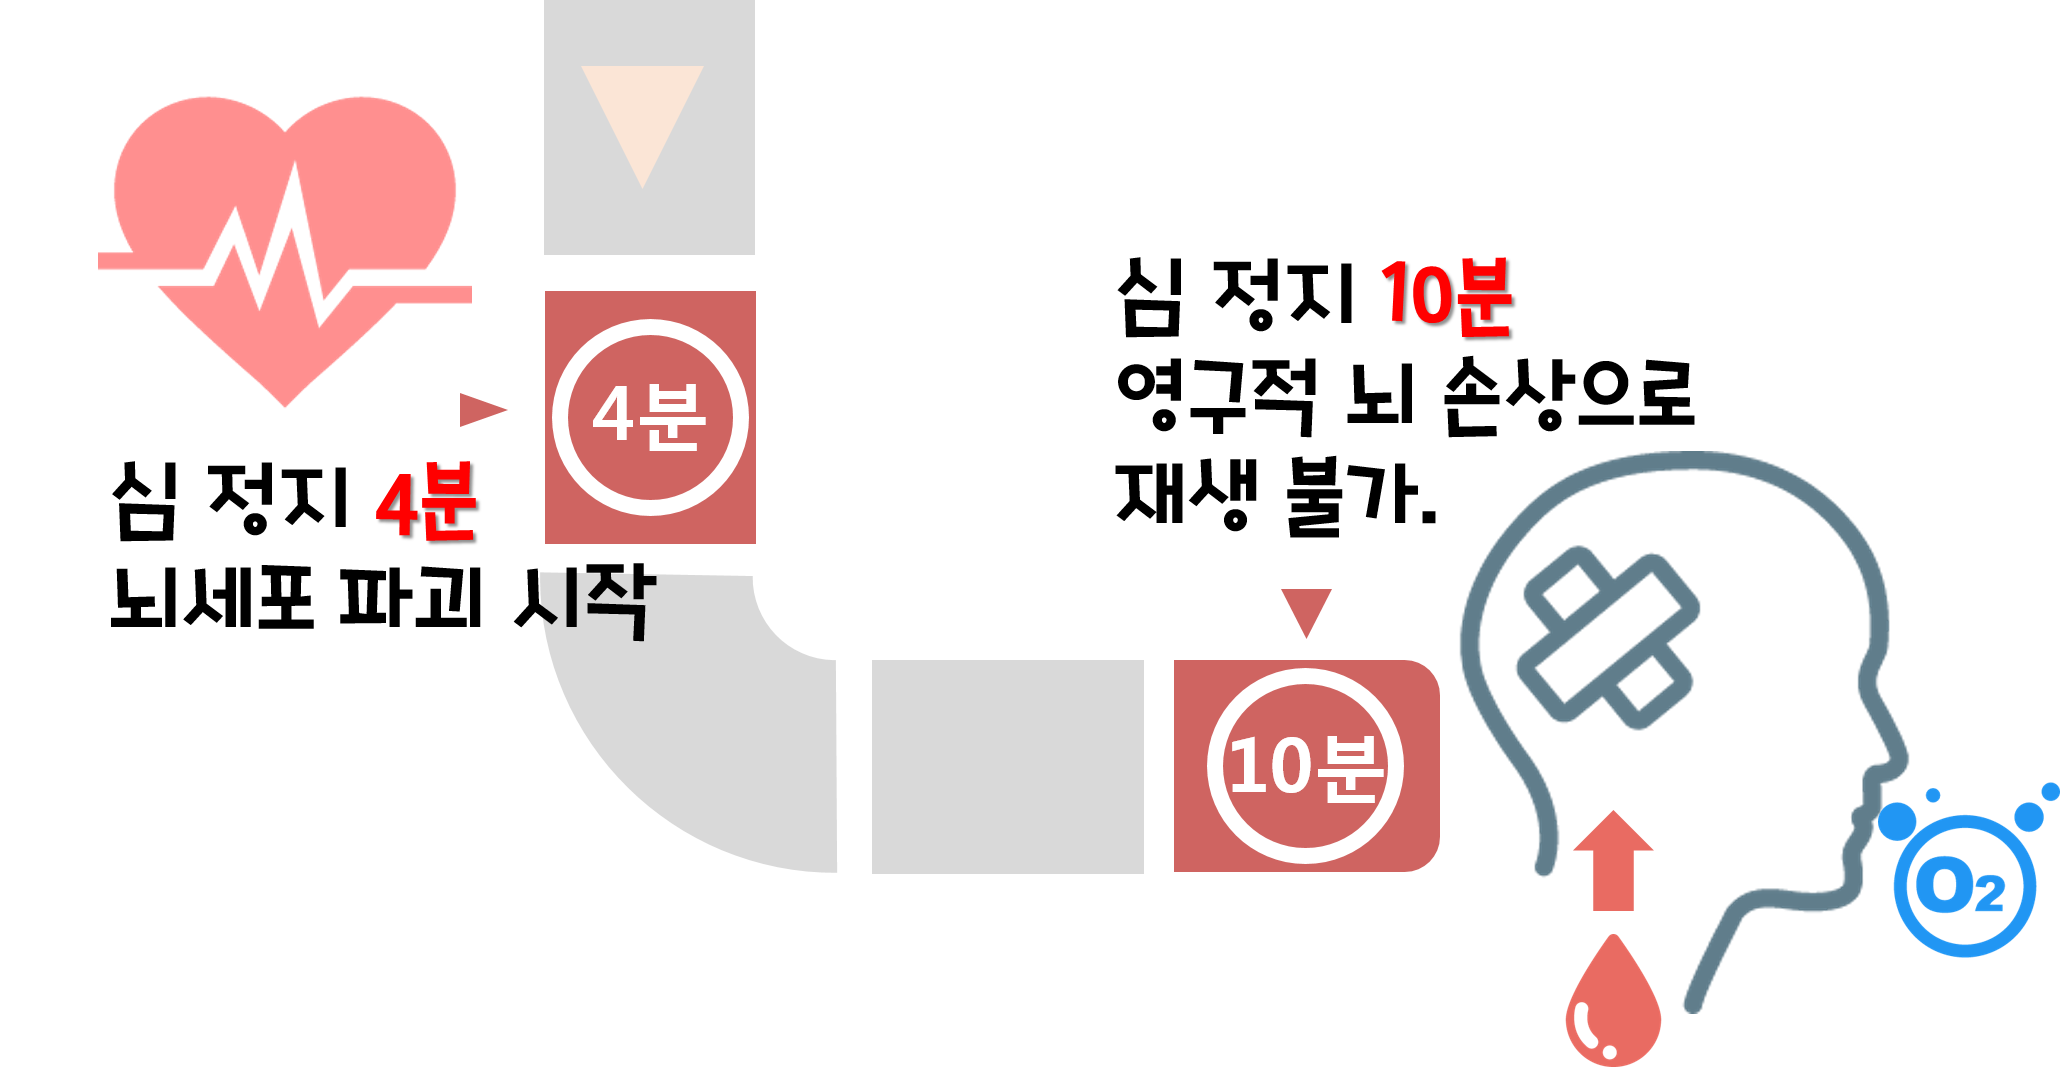 심 정지 4분
뇌세포 파괴 시작
4분
심 정지 10분
영구적 뇌 손상으로
재생 불가.
10분
O2